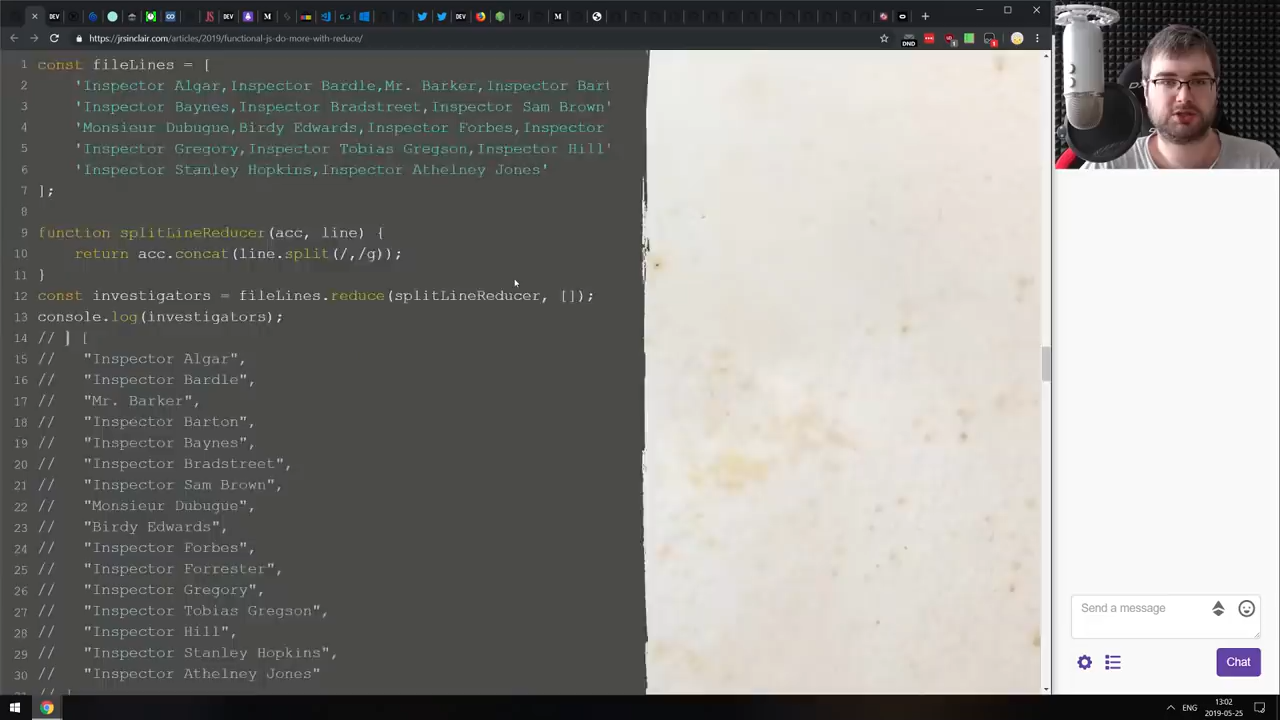 https://jrsinclair.com/articles/2019/functional-js-do-more-with-reduce/
1 const fileLines = [
2 'Inspector Algar,Inspector Bardle,Mr. Barker,Inspector Bart
3 'Inspector Baynes,Inspector Bradstreet,Inspector Sam Brown'
4 'Monsieur Dubugue,Birdy Edwards,Inspector Forbes,Inspector
5 'Inspector Gregory,Inspector Tobias Gregson,Inspector Hill'
6 'Inspector Stanley Hopkins,Inspector Athelney Jones'
7 ];
8
9 function splitLineReducer(acc, line) {
10 return acc.concat(line.split(/,/g));
11 }
12 const investigators = fileLines.reduce(splitLineReducer, []);
13 console.log(investigators);
14 // ] [
15 // "Inspector Algar",
16 // "Inspector Bardle",
17 // "Mr. Barker",
18 // "Inspector Barton",
19 // "Inspector Baynes",
20 // "Inspector Bradstreet",
21 // "Inspector Sam Brown",
22 // "Monsieur Dubugue",
23 // "Birdy Edwards",
24 // "Inspector Forbes",
25 // "Inspector Forrester",
26 // "Inspector Gregory",
27 // "Inspector Tobias Gregson",
28 // "Inspector Hill",
29 // "Inspector Stanley Hopkins",
30 // "Inspector Athelney Jones"
DND
Send a message
Chat
ENG
13:02
2019-05-25